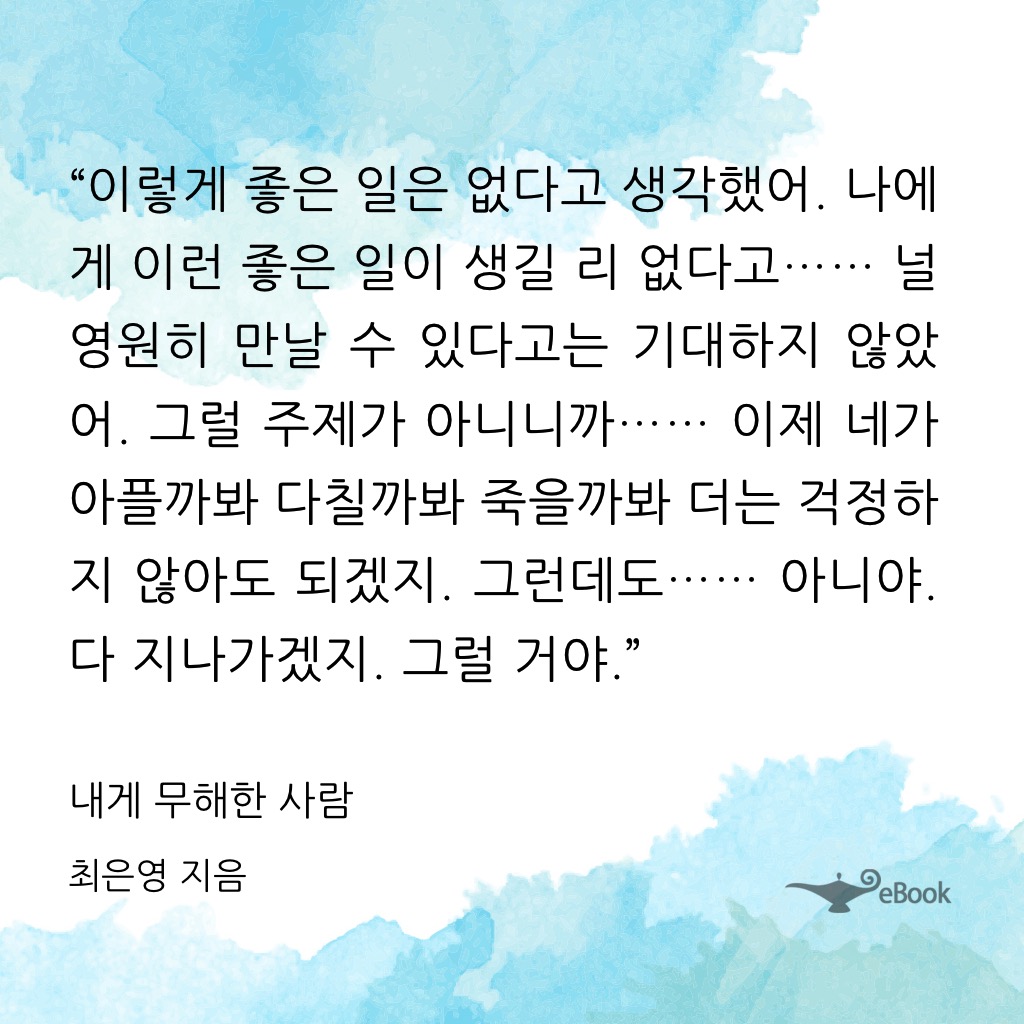 “이렇게 좋은 일은 없다고 생각했어. 나에
게 이런 좋은 일이 생길 리 없다고…… 널
영원히 만날 수 있다고는 기대하지 않았
어. 그럴 주제가 아니니까…… 이제 네가
아플까봐 다칠까봐 죽을까봐 더는 걱정하
지 않아도 되겠지. 그런데도…… 아니야.
다 지나가겠지. 그럴 거야.”
내게 무해한 사람
최은영 지음
eBook